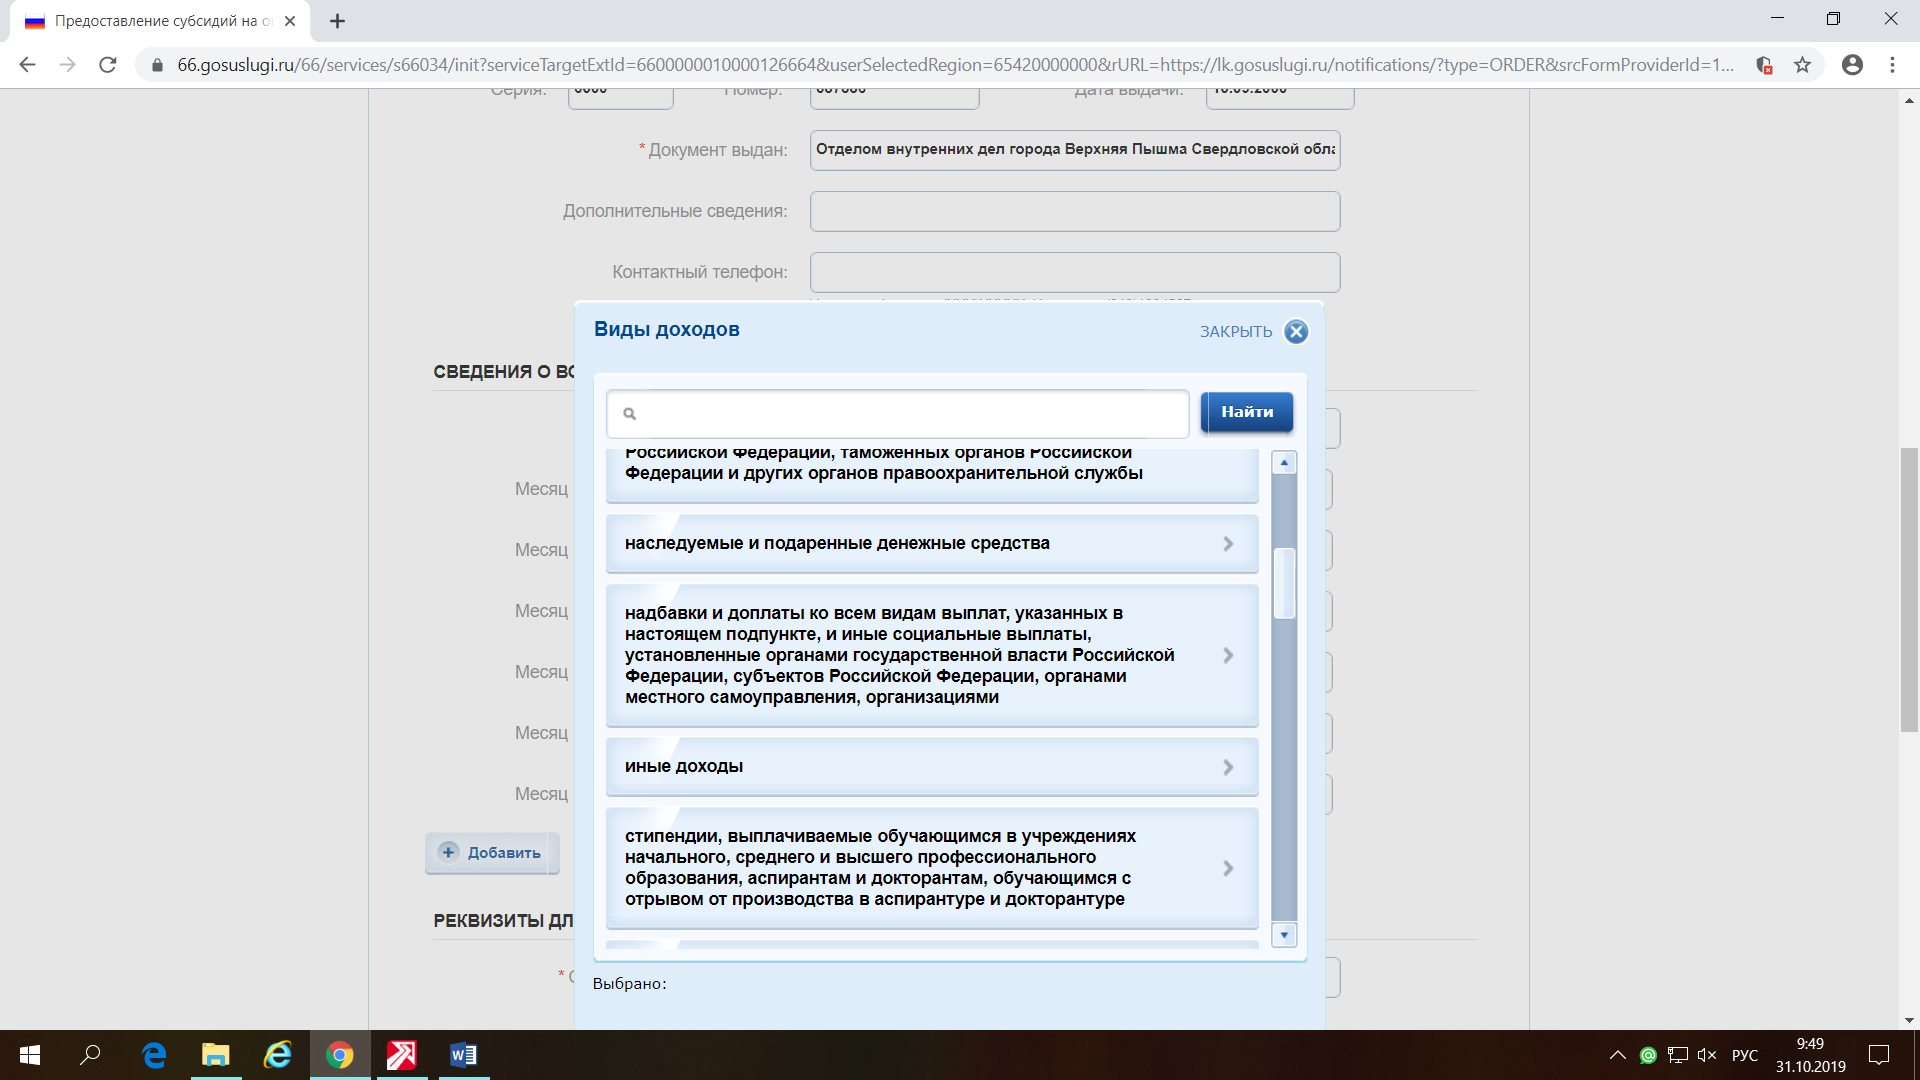 Предоставление субсидий на о
66.gosuslugi.ru/66/services/s66034/init?serviceTargetExtId=6600000010000126664&userSelectedRegion=65420000000&rURL=https://lk.gosuslugi.ru/notifications/?type=ORDER&srcFormProviderId=1...
Серия:
Номер:
Дата выдачи:
* Документ выдан: Отделом внутренних дел города Верхняя Пышма Свердловской обла
Дополнительные сведения:
Контактный телефон:
Виды доходов
ЗАКРЫТЬ
СВЕДЕНИЯ О ВО
Найти
Российской Федерации, таможенных органов Российской
Федерации и других органов правоохранительной службы
Месяц
наследуемые и подаренные денежные средства
Месяц
надбавки и доплаты ко всем видам выплат, указанных в
настоящем подпункте, и иные социальные выплаты,
установленные органами государственной власти Российской
Федерации, субъектов Российской Федерации, органами
местного самоуправления, организациями
Месяц
Месяц
Месяц
иные доходы
Месяц
стипендии, выплачиваемые обучающимся в учреждениях
начального, среднего и высшего профессионального
образования, аспирантам и докторантам, обучающимся с
отрывом от производства в аспирантуре и докторантуре
Добавить
РЕКВИЗИТЫ ДЛ
*
Выбрано:
РУС
9:49
31.10.2019